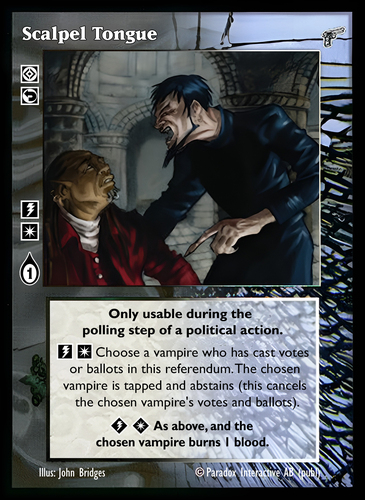 Scalpel Tongue
1
Only usable during the
polling step of a political action.
Choose a vampire who has cast votes
or ballots in this referendum. The chosen
vampire is tapped and abstains (this cancels
the chosen vampire's votes and ballots).
As above, and the
chosen vampire burns 1 blood.
Illus: John Bridges
© Paradox Interactive AB (publ)